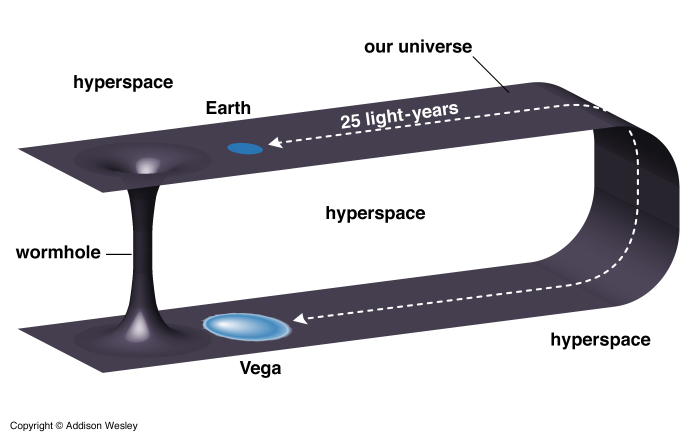 our universe
hyperspace
Earth
25 light-years
hyperspace
wormhole
hyperspace
Vega
Copyright © Addison Wesley